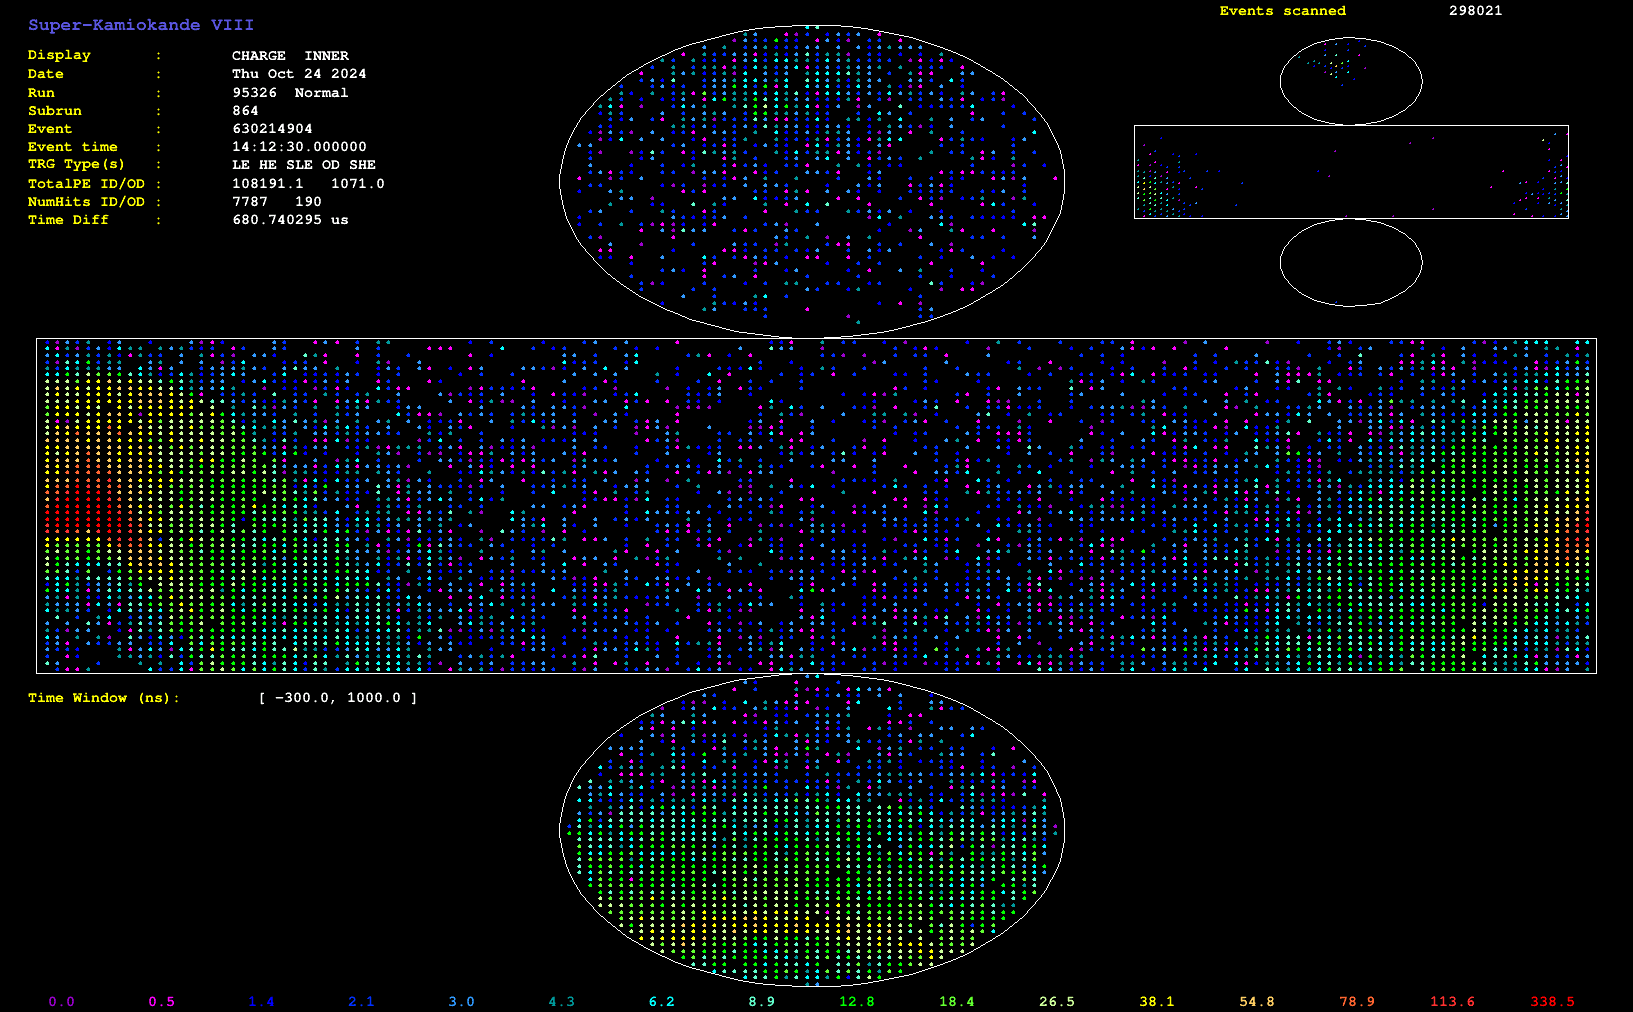 Super-Kamiokande VIII
Events scanned 298021
Display : CHARGE INNER
Date : Thu Oct 24 2024
Run : 95326 Normal
Subrun : 864
Event : 630214904
Event time : 14:12:30.000000
TRG Type(s) : LE HE SLE OD SHE
TotalPE ID/OD : 108191.1 1071.0
NumHits ID/OD : 7787 190
Time Diff : 680.740295 us
Time Window (ns): [ −300.0, 1000.0 ]
0.0 0.5 1.4 2.1 3.0 4.3 6.2 8.9 12.8 18.4 26.5 38.1 54.8 78.9 113.6 338.5